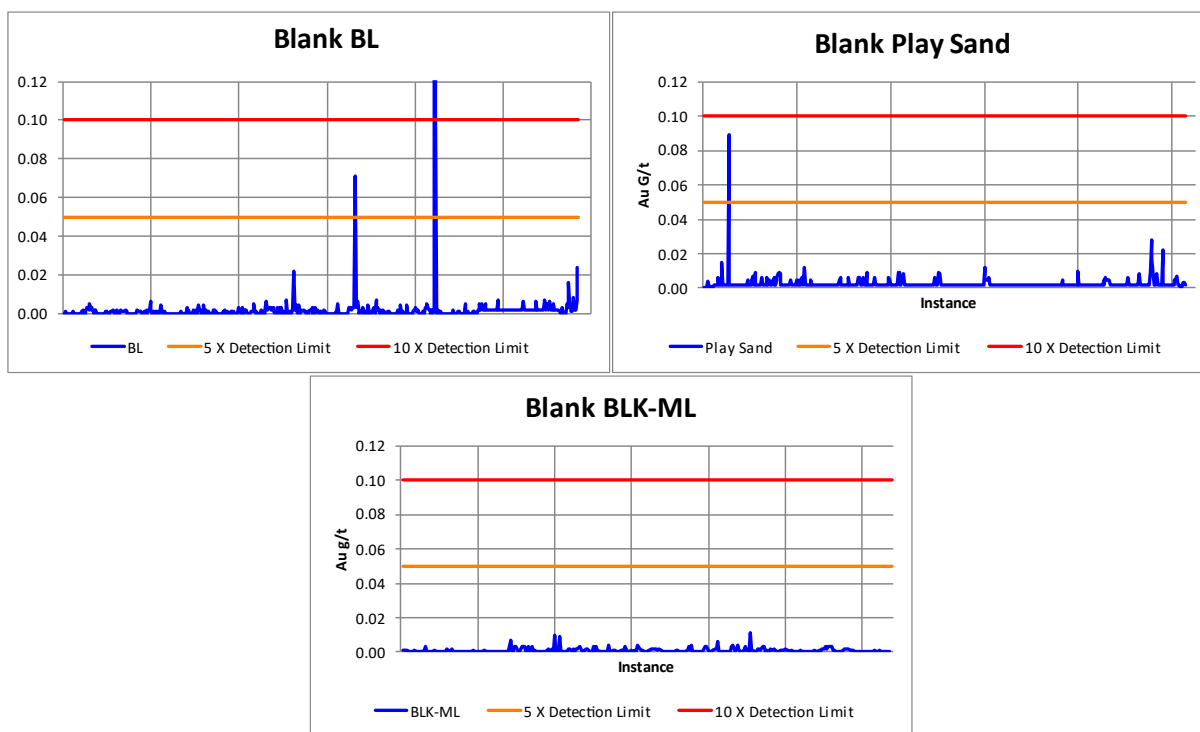 Blank BL
0.12
0.10
0.08
0.06
0.04
0.02
0.00
BL 5 X Detection Limit 10 X Detection Limit
Blank Play Sand
Au G/t
0.12
0.10
0.08
0.06
0.04
0.02
0.00
Instance
Play Sand 5 X Detection Limit 10 X Detection Limit
Blank BLK-ML
Au g/t
0.12
0.10
0.08
0.06
0.04
0.02
0.00
Instance
BLK-ML 5 X Detection Limit 10 X Detection Limit